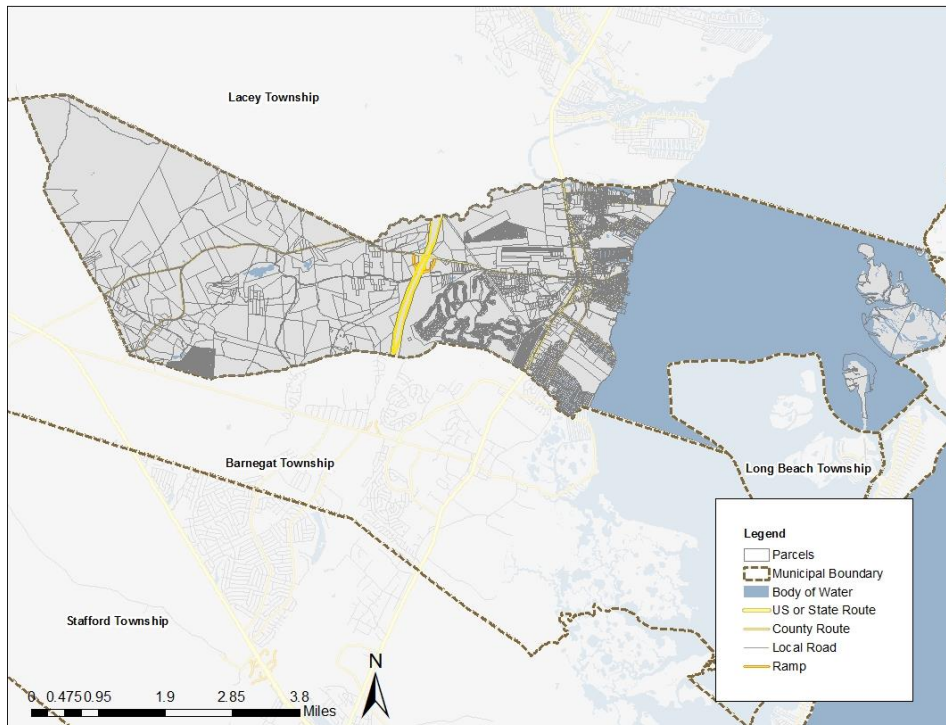 Lacey Township
Barnegat Township
Long Beach Township
Stafford Township
Legend
Parcels
Municipal Boundary
Body of Water
US or State Route
County Route
Local Road
Ramp
N
0 0.475 0.95 1.9 2.85 3.8
Miles